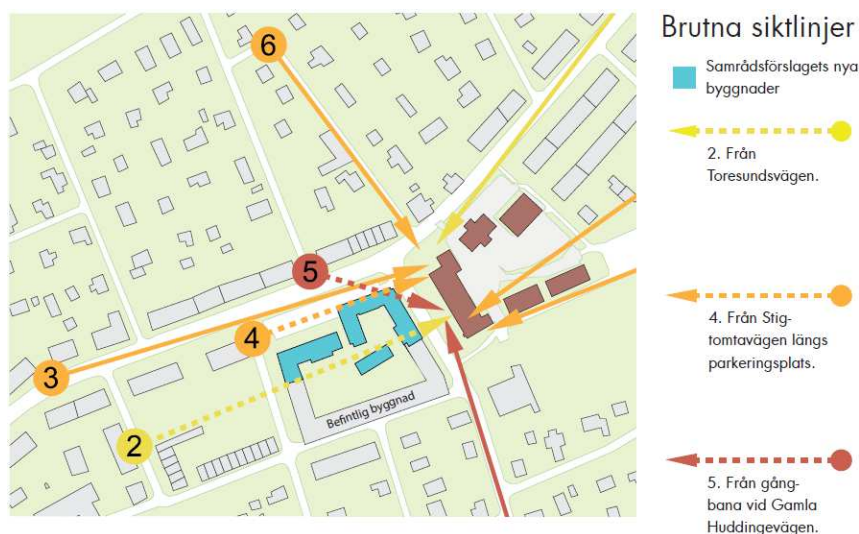 6
5
4
3
2
Befintlig byggnad
Brutna siktlinjer
Samrådsförslagets nya
byggnader
2. Från
Toresundsvägen.
4. Från Stig-
tomtavägen längs
parkeringsplats.
5. Från gång-
bana vid Gamla
Huddingevägen.